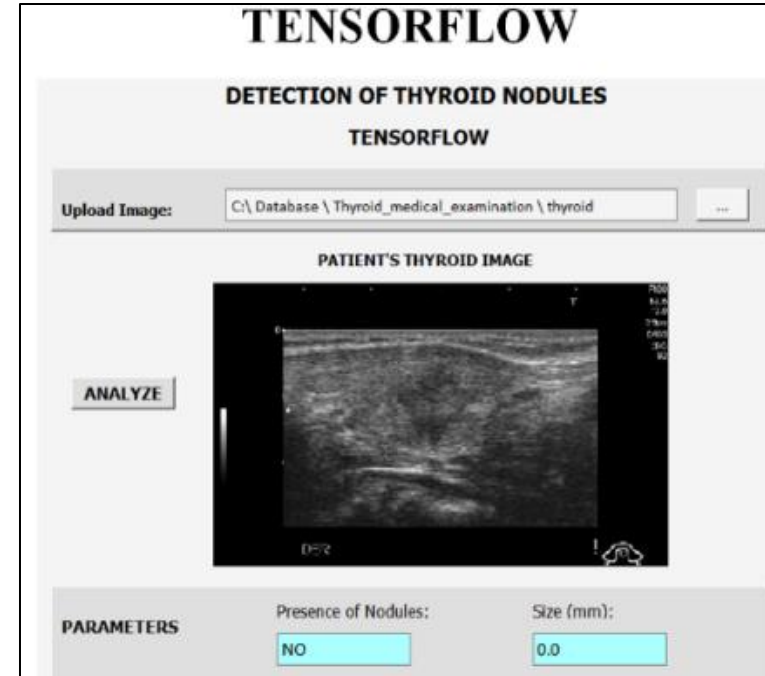 TENSORFLOW
DETECTION OF THYROID NODULES
TENSORFLOW
Upload Image:
C:\ Database \ Thyroid_medical_examination \ thyroid
...
PATIENT'S THYROID IMAGE
ANALYZE
PARAMETERS
Presence of Nodules:
Size (mm):
NO
0.0